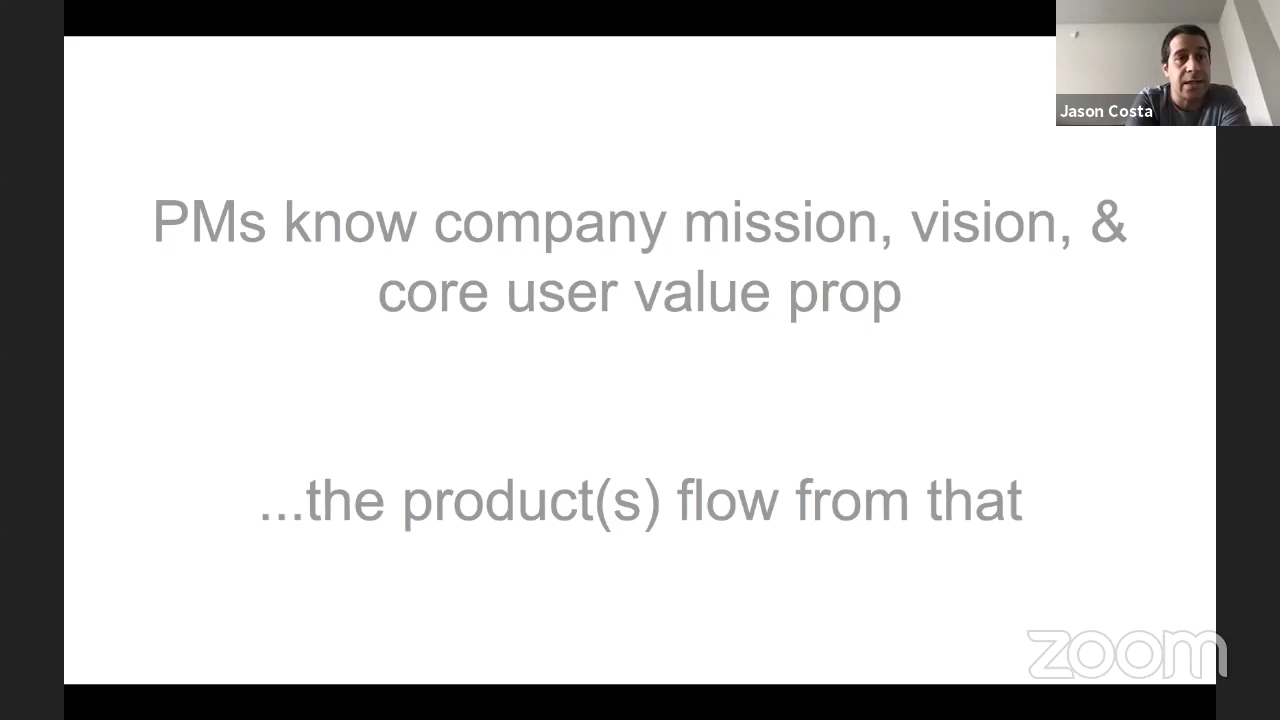 Jason Costa
PMs know company mission, vision, &
core user value prop
...the product(s) flow from that
zoom